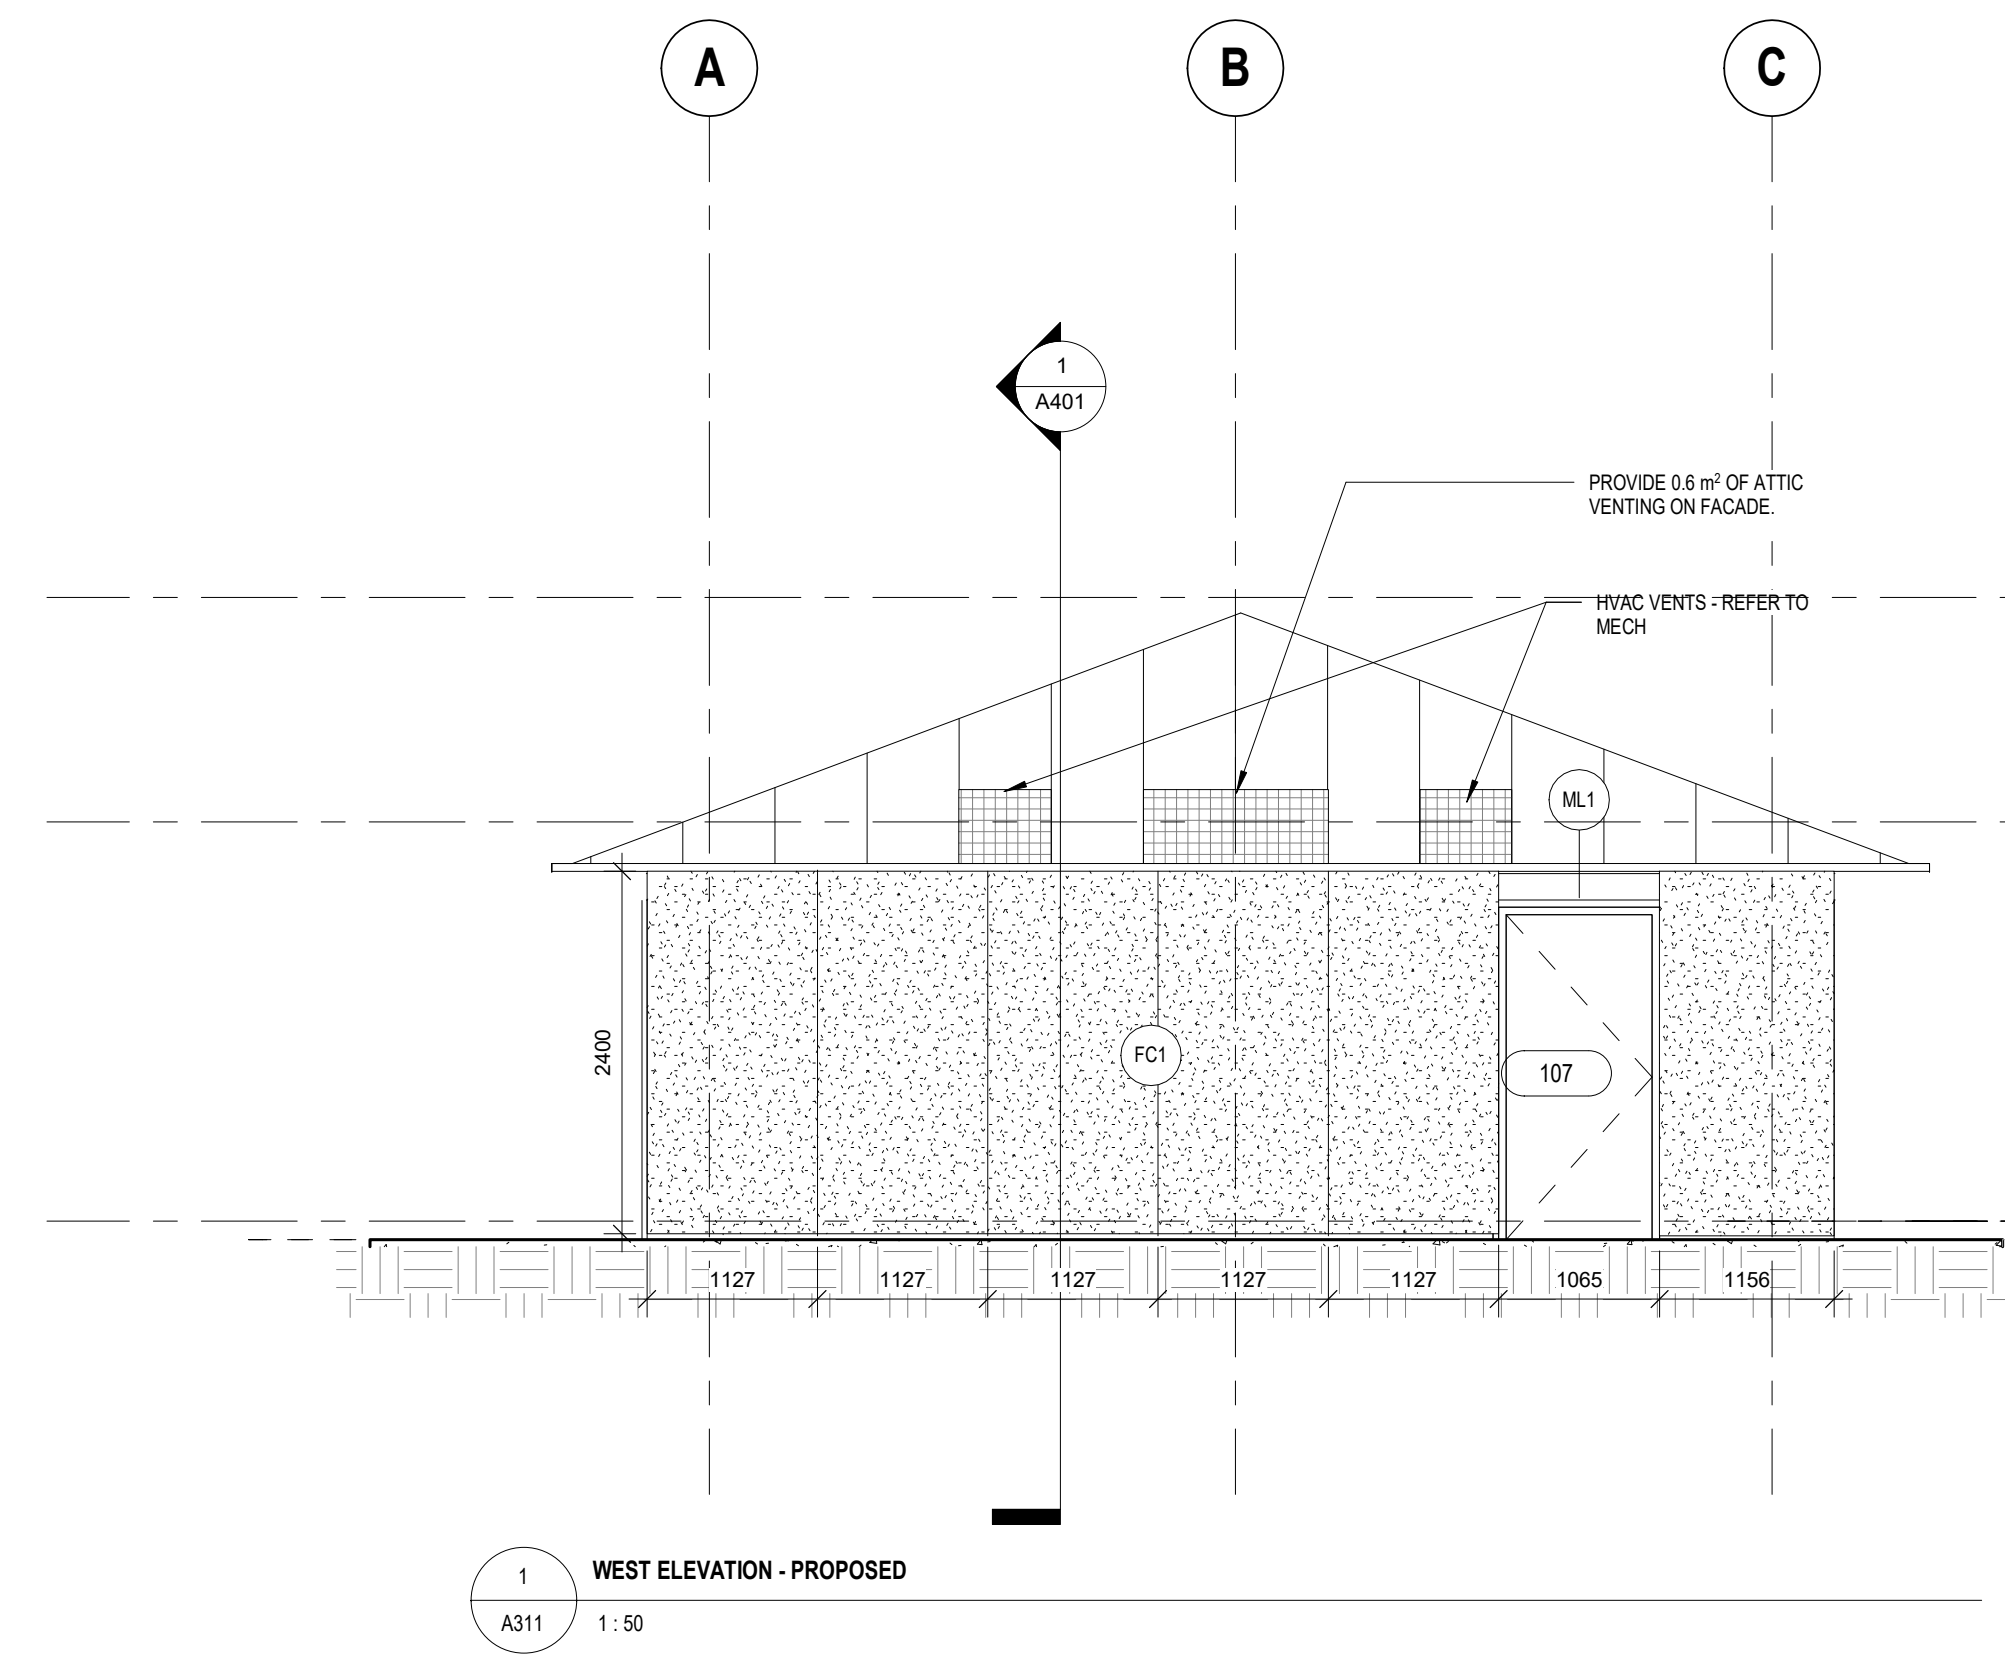 A
B
C
1
A401
PROVIDE 0.6 m² OF ATTIC
VENTING ON FACADE.
HVAC VENTS - REFER TO
MECH
ML1
2400
FC1
107
1127
1127
1127
1127
1127
1065
1156
1
WEST ELEVATION - PROPOSED
A311
1 : 50